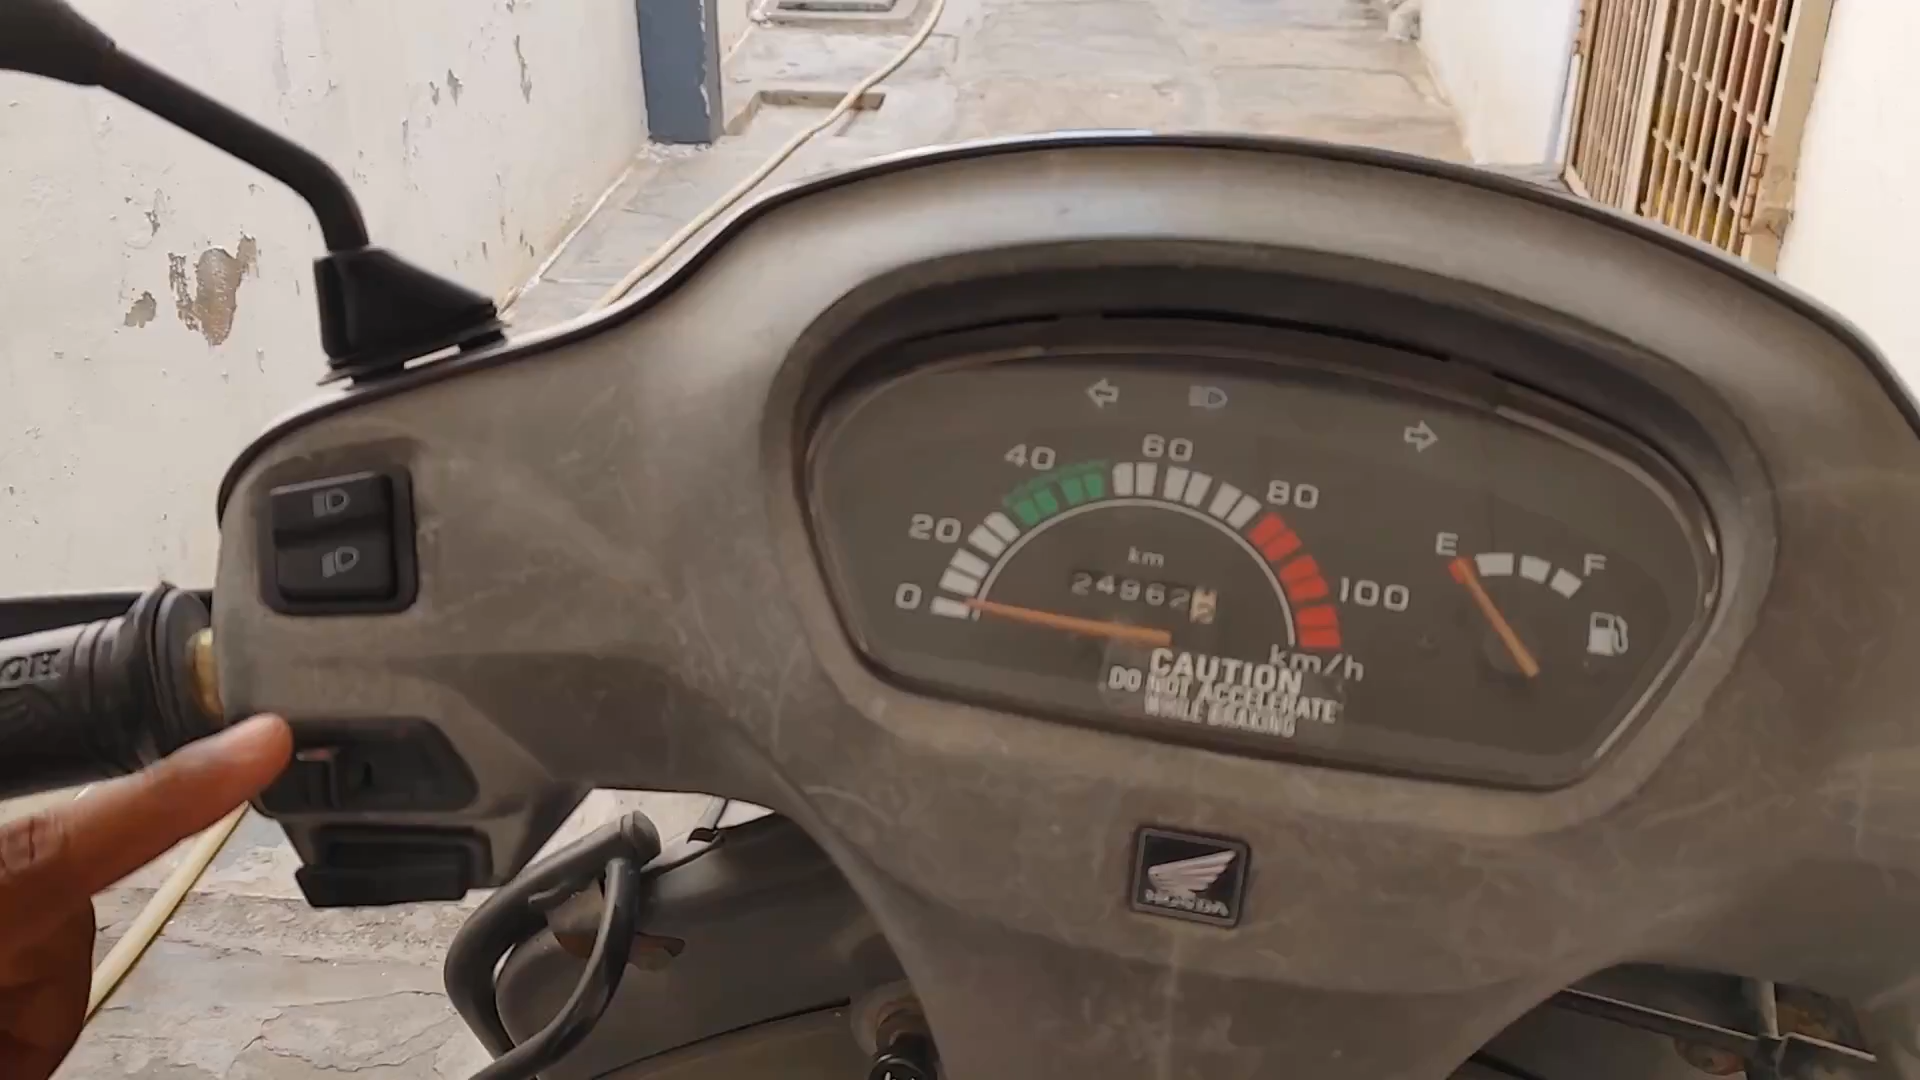 60
40
80
20
E
F
km
100
0
24962
km/h
CAUTION
DO NOT ACCELERATE
WHILE BRAKING
HONDA